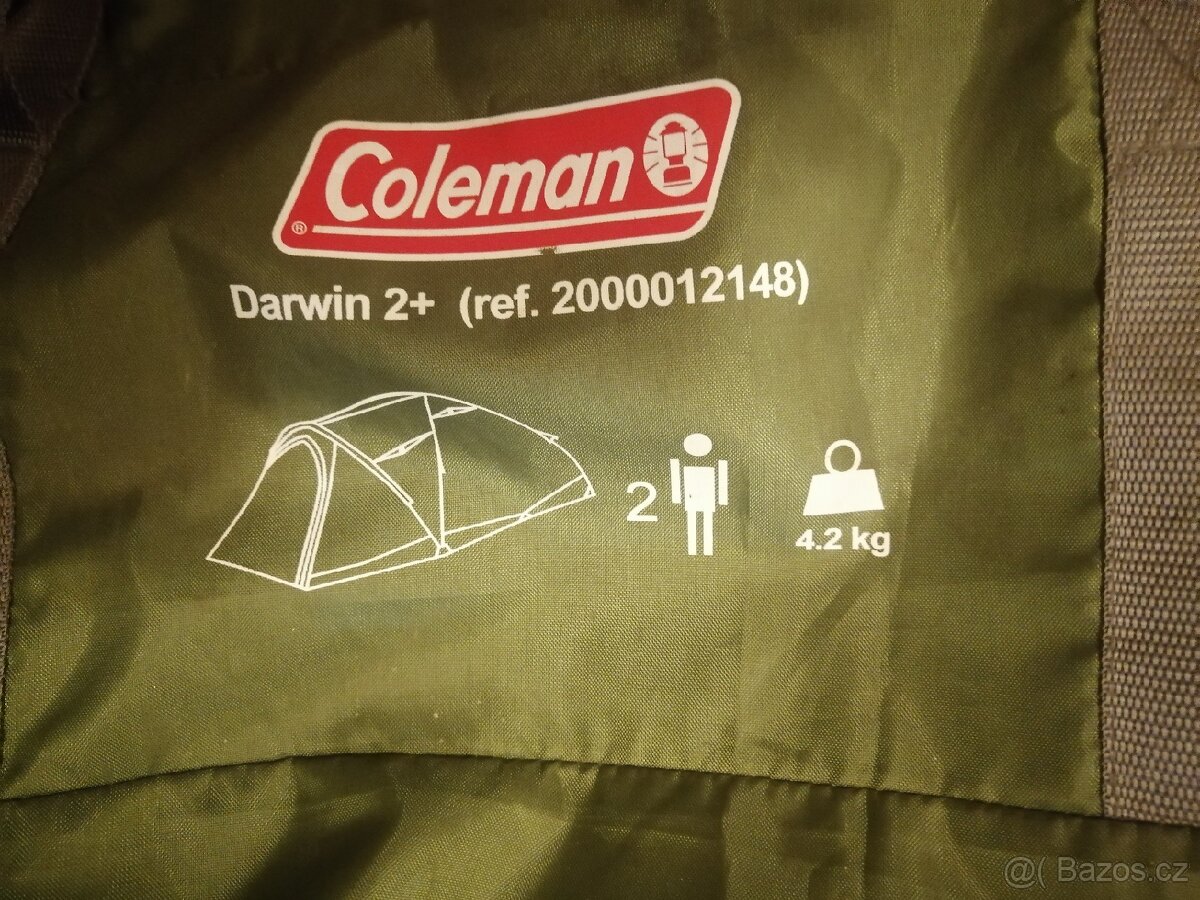 Coleman
®
Darwin 2+ (ref. 2000012148)
2
4.2 kg
@( Bazos.cz